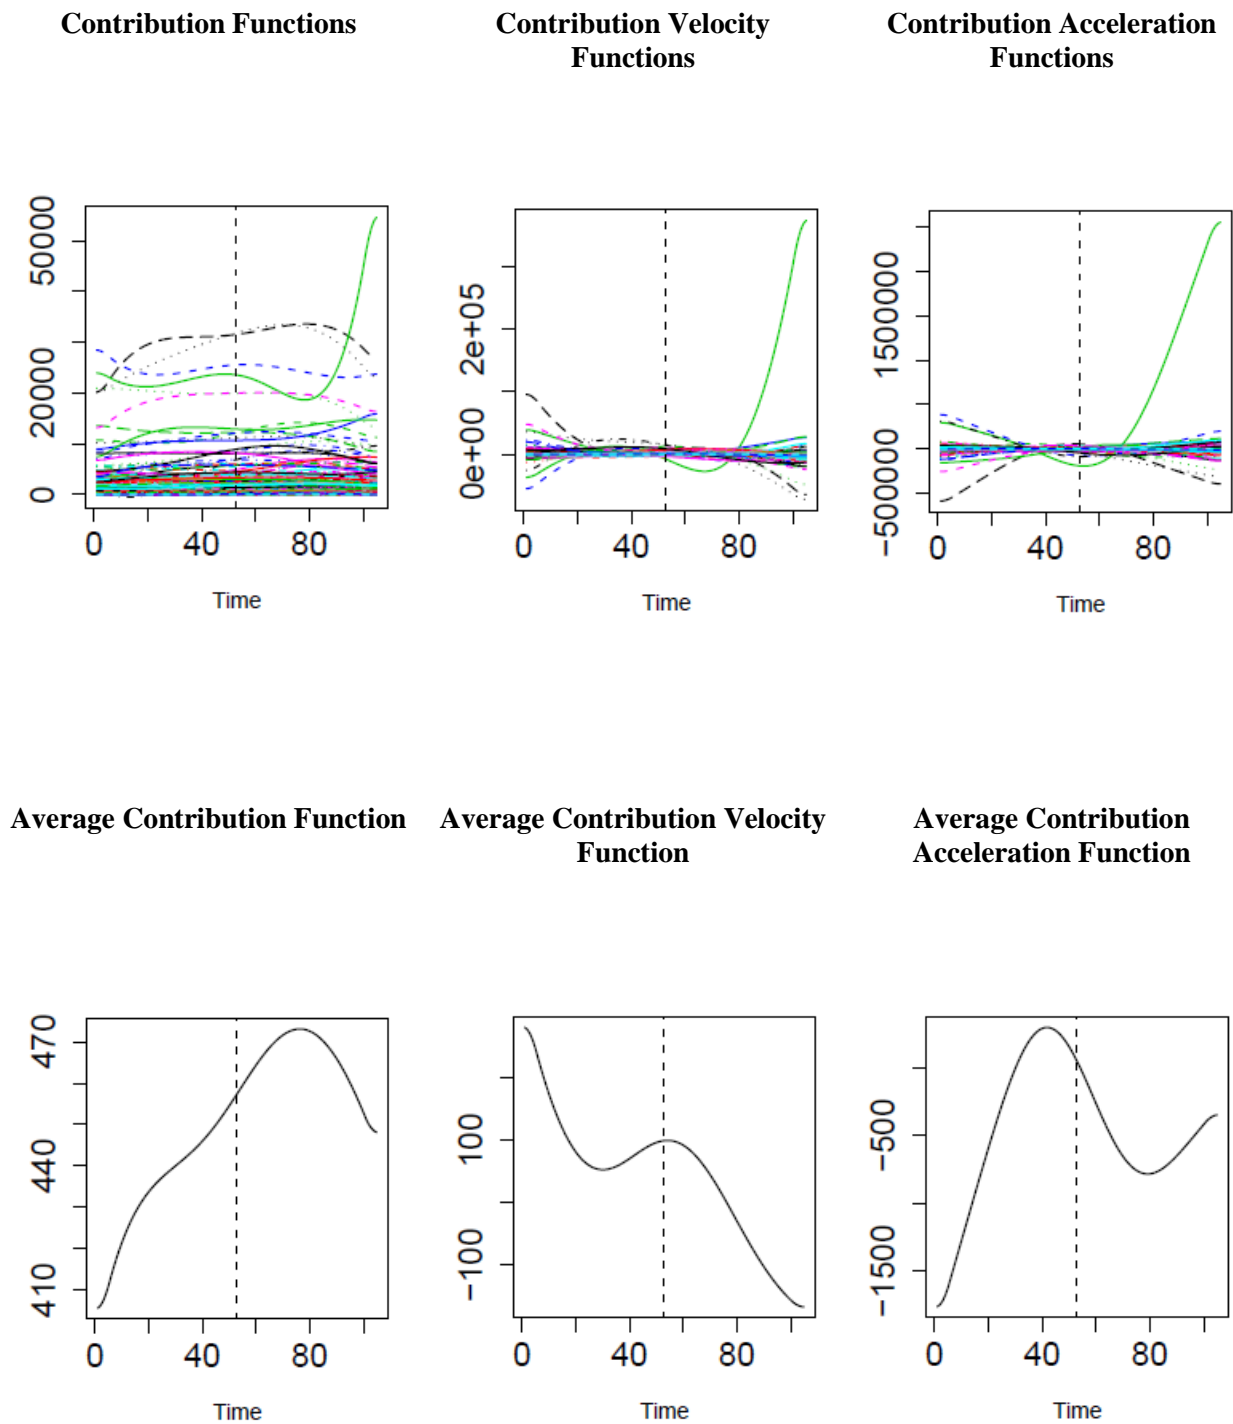 Contribution Functions
Contribution Velocity
Functions
Contribution Acceleration
Functions
50000
20000
0
0 40 80
Time
2e+05
0e+00
0 40 80
Time
1500000
-500000
0 40 80
Time
Average Contribution Function
Average Contribution Velocity
Function
Average Contribution
Acceleration Function
470
440
410
0 40 80
Time
100
-100
0 40 80
Time
-500
-1500
0 40 80
Time